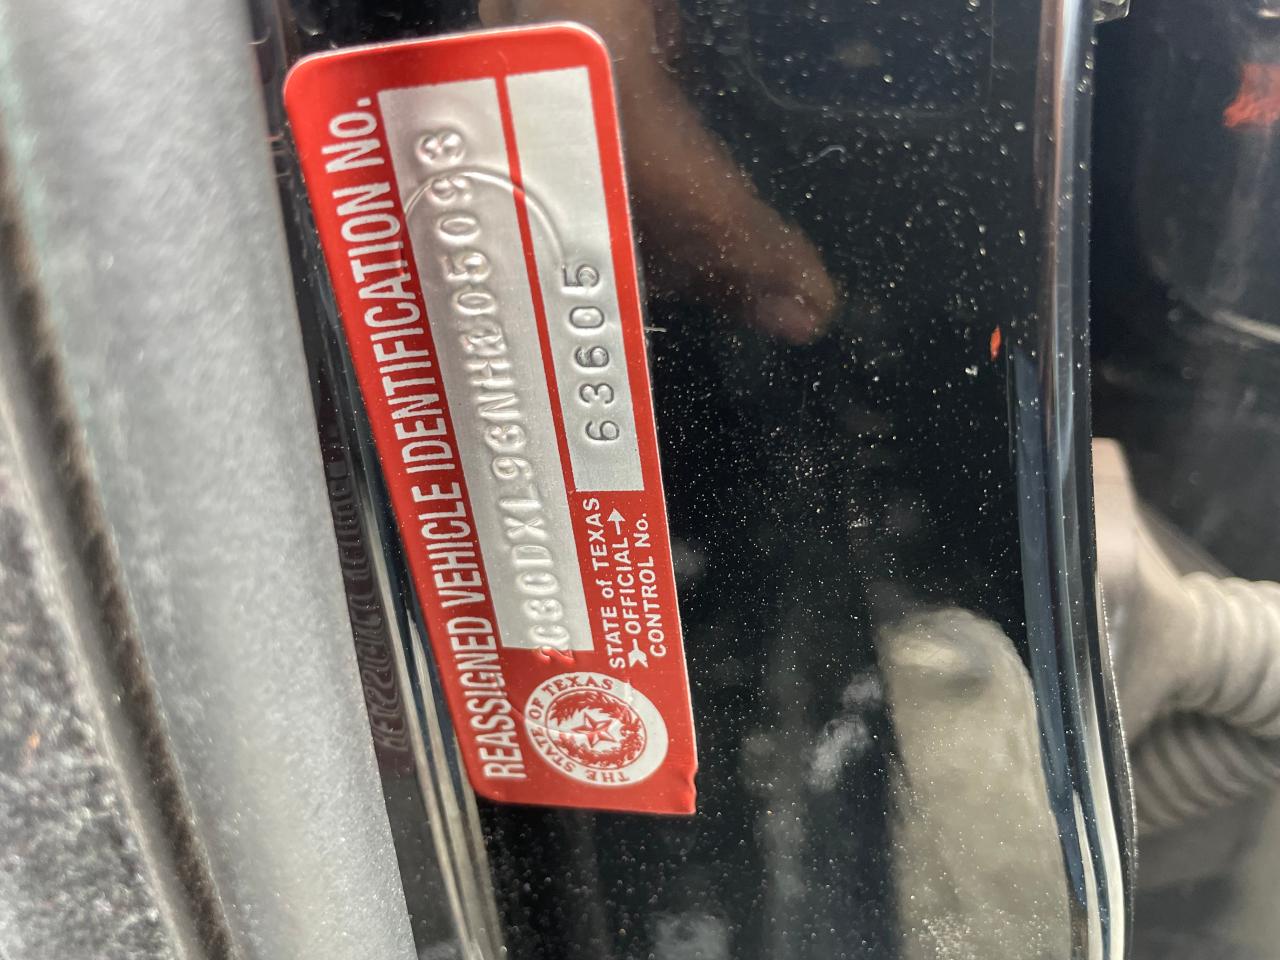 REASSIGNED VEHICLE IDENTIFICATION No.
STATE of TEXAS
OFFICIAL
CONTROL No.
63605
THE STATE OF TEXAS